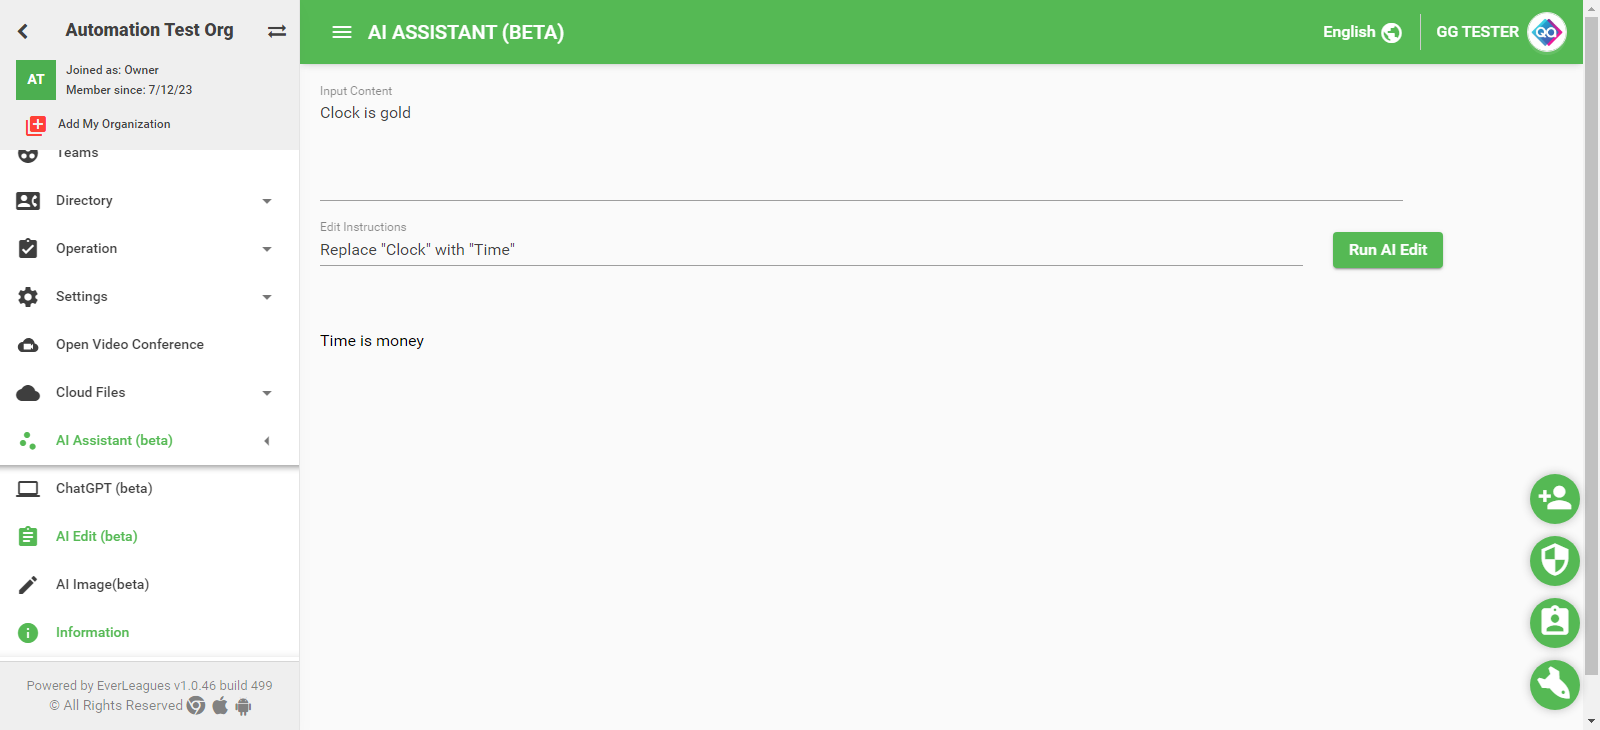 Automation Test Org
AT
Joined as: Owner
Member since: 7/12/23
Add My Organization
Teams
Directory
Operation
Settings
Open Video Conference
Cloud Files
AI Assistant (beta)
ChatGPT (beta)
AI Edit (beta)
AI Image(beta)
Information
Powered by EverLeagues v1.0.46 build 499
© All Rights Reserved
AI ASSISTANT (BETA)
English
GG TESTER
QA
Input Content
Clock is gold
Edit Instructions
Replace "Clock" with "Time"
Run AI Edit
Time is money